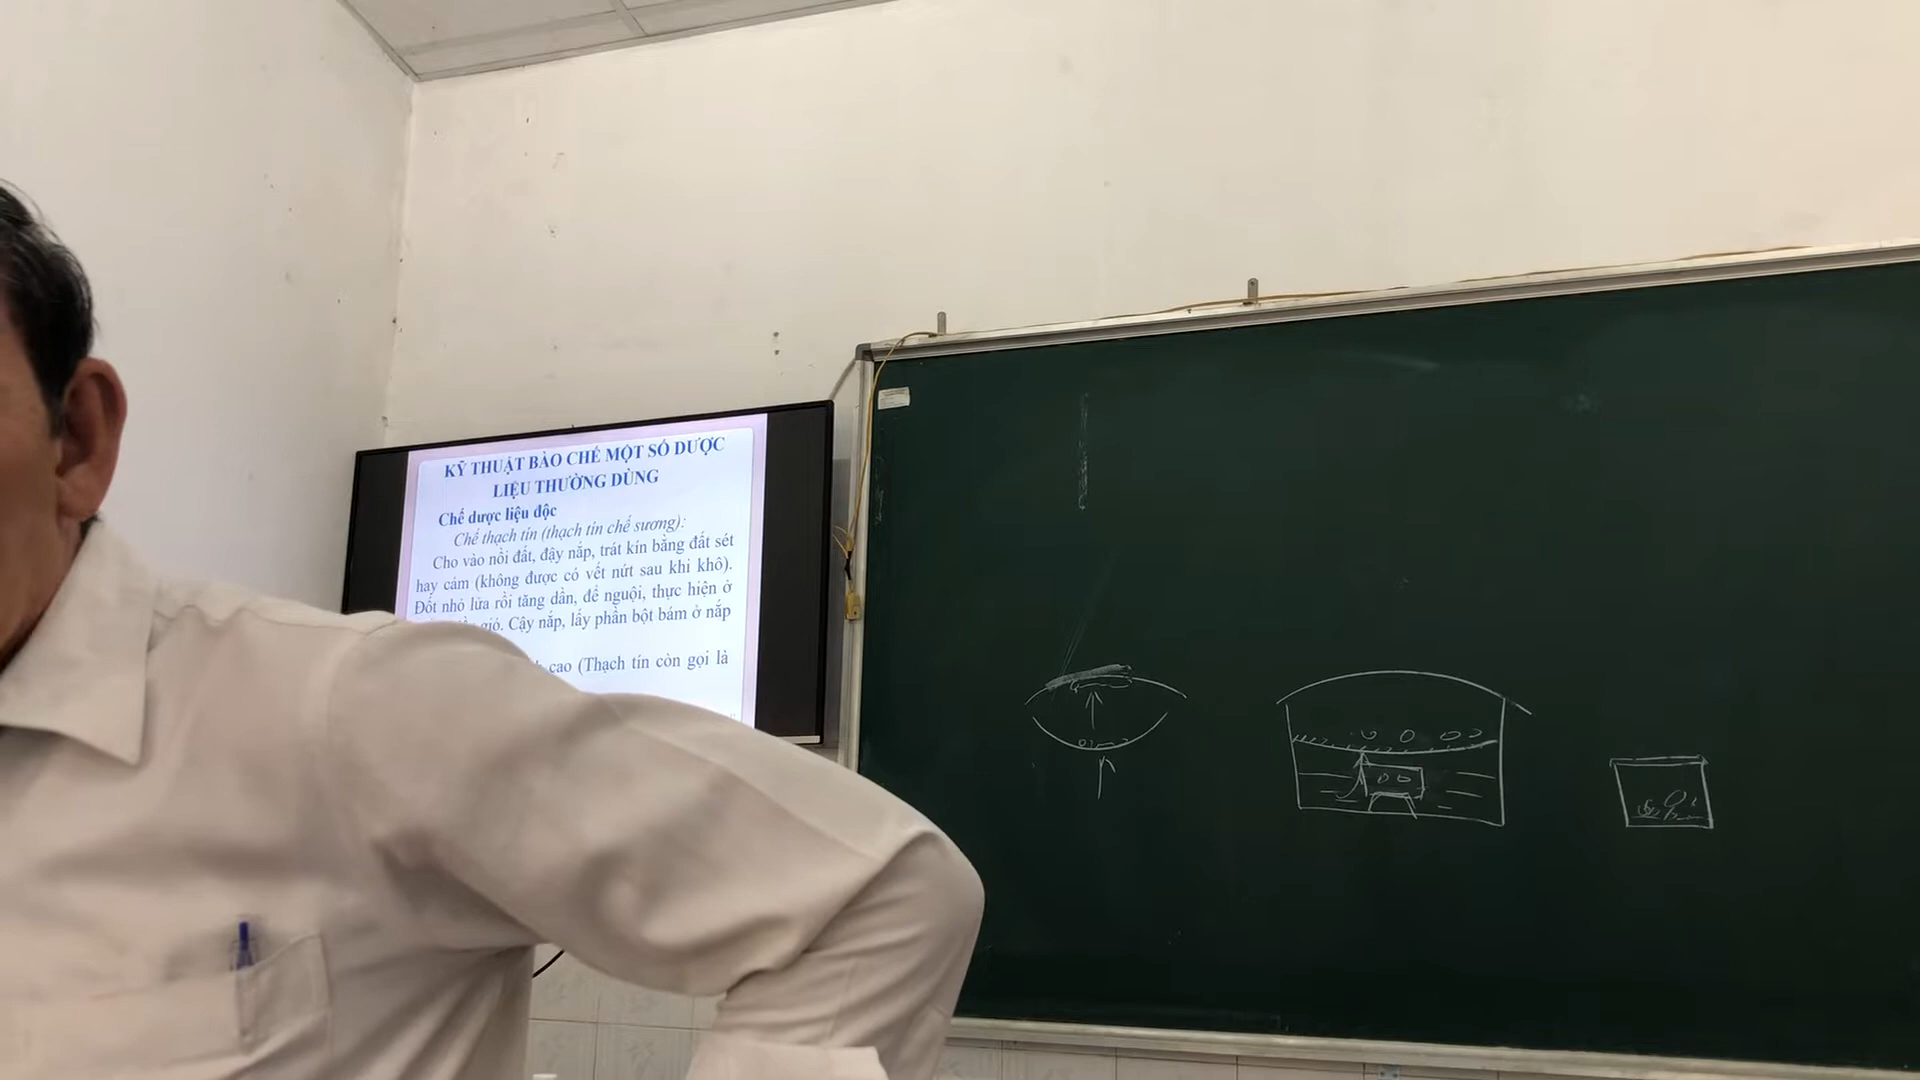 KỸ THUẬT BÀO CHẾ MỘT SỐ DƯỢC
LIỆU THƯỜNG DÙNG
Chế dược liệu độc
Chế thạch tín (thạch tín chế sương):
Cho vào nồi đất, đậy nắp, trát kín bằng đất sét
hay cám (không được có vết nứt sau khi khô).
Đốt nhỏ lửa rồi tăng dần, để nguội, thực hiện ở
gió. Cậy nắp, lấy phần bột bám ở nắp
cao (Thạch tín còn gọi là